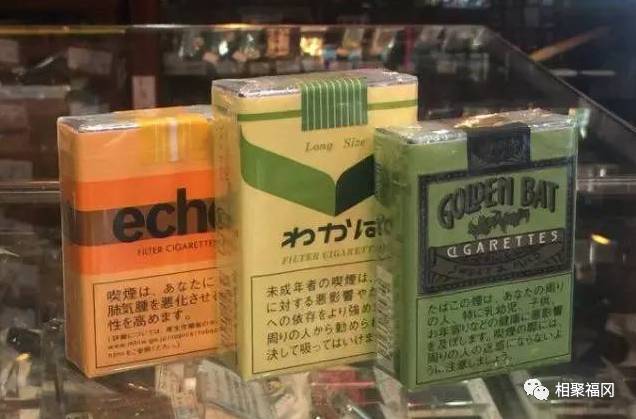 echo
FILTER CIGARETTES
喫煙は、あなたに
肺気腫を悪化させる
性を高めます。
Long Size
わかば
FILTER CIGARETTES
未成年者の喫煙は、
に対する悪影響や
への依存をより強め
周りの人から勧められ
決して吸ってはいけま
GOLDEN BAT
CIGARETTES
SWEET & MILD
たばこの煙は、あなたの周り
の人、特に乳幼児、子供、
お年寄りなどの健康に悪影響
を及ぼします。喫煙の際には、
周りの人の迷惑にならないよ
うに注意しましょう。
相聚福冈